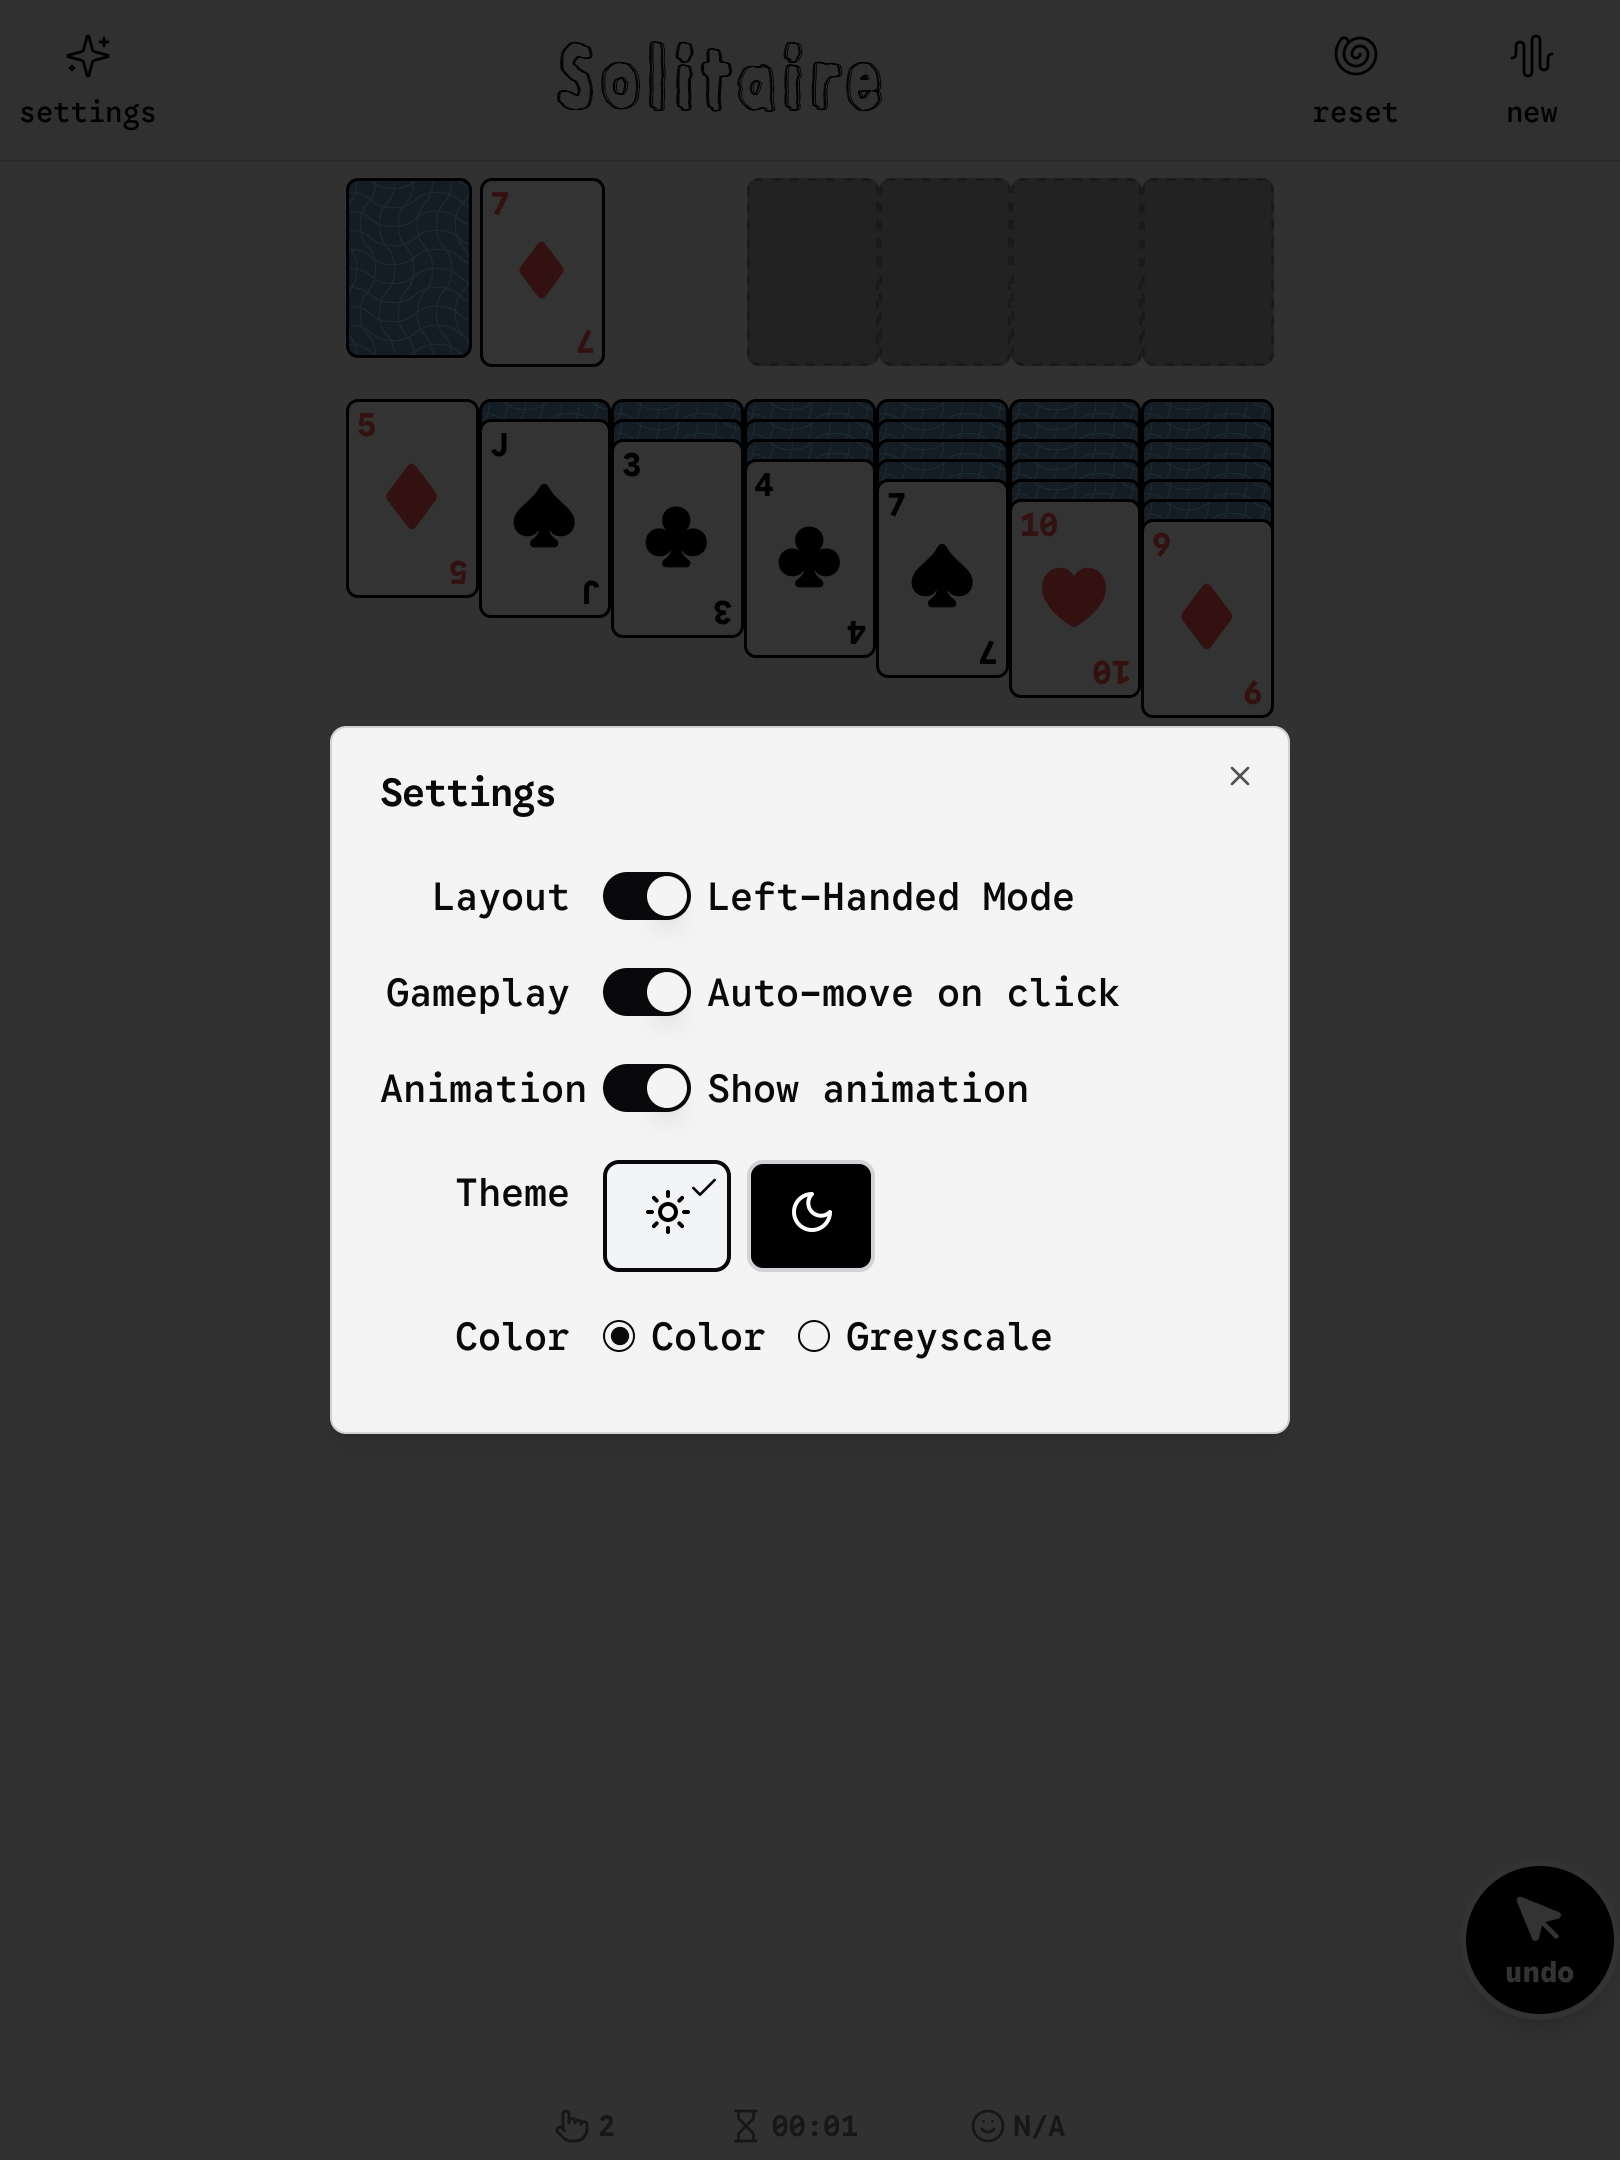 Solitaire
settings
reset
new
7
7
5
5
J
J
3
3
4
4
7
7
10
10
9
9
Settings
Layout Left-Handed Mode
Gameplay Auto-move on click
Animation Show animation
Theme
Color Color Greyscale
undo
2 00:01 N/A